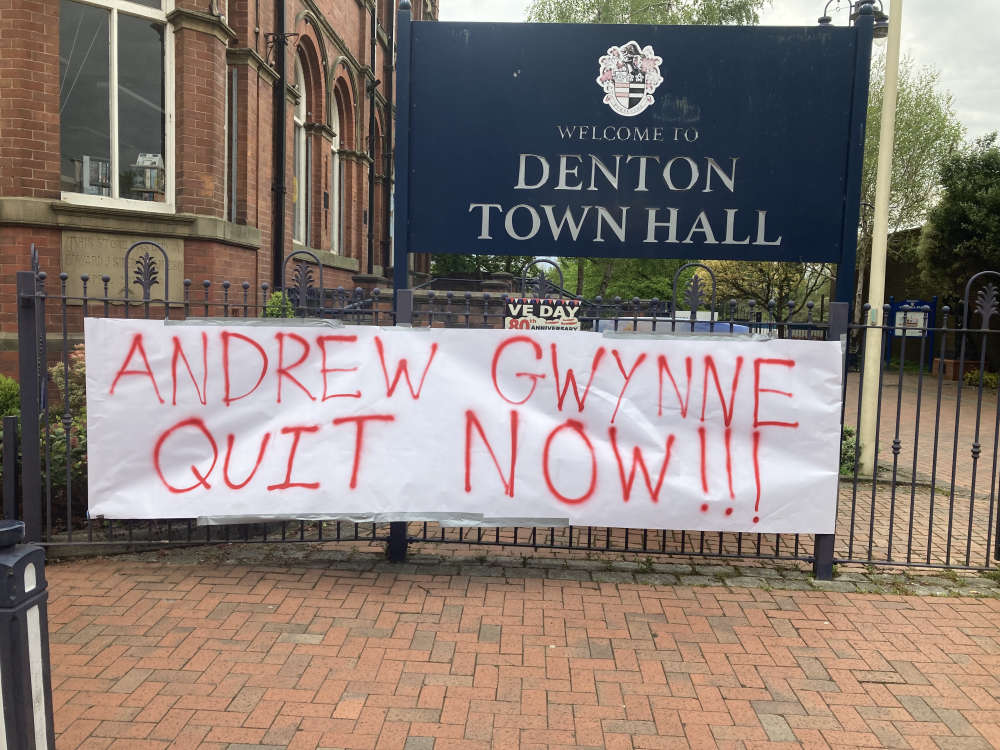 WELCOME TO
DENTON
TOWN HALL
VE DAY
80th ANNIVERSARY
ANDREW GWYNNE
QUIT NOW!!!